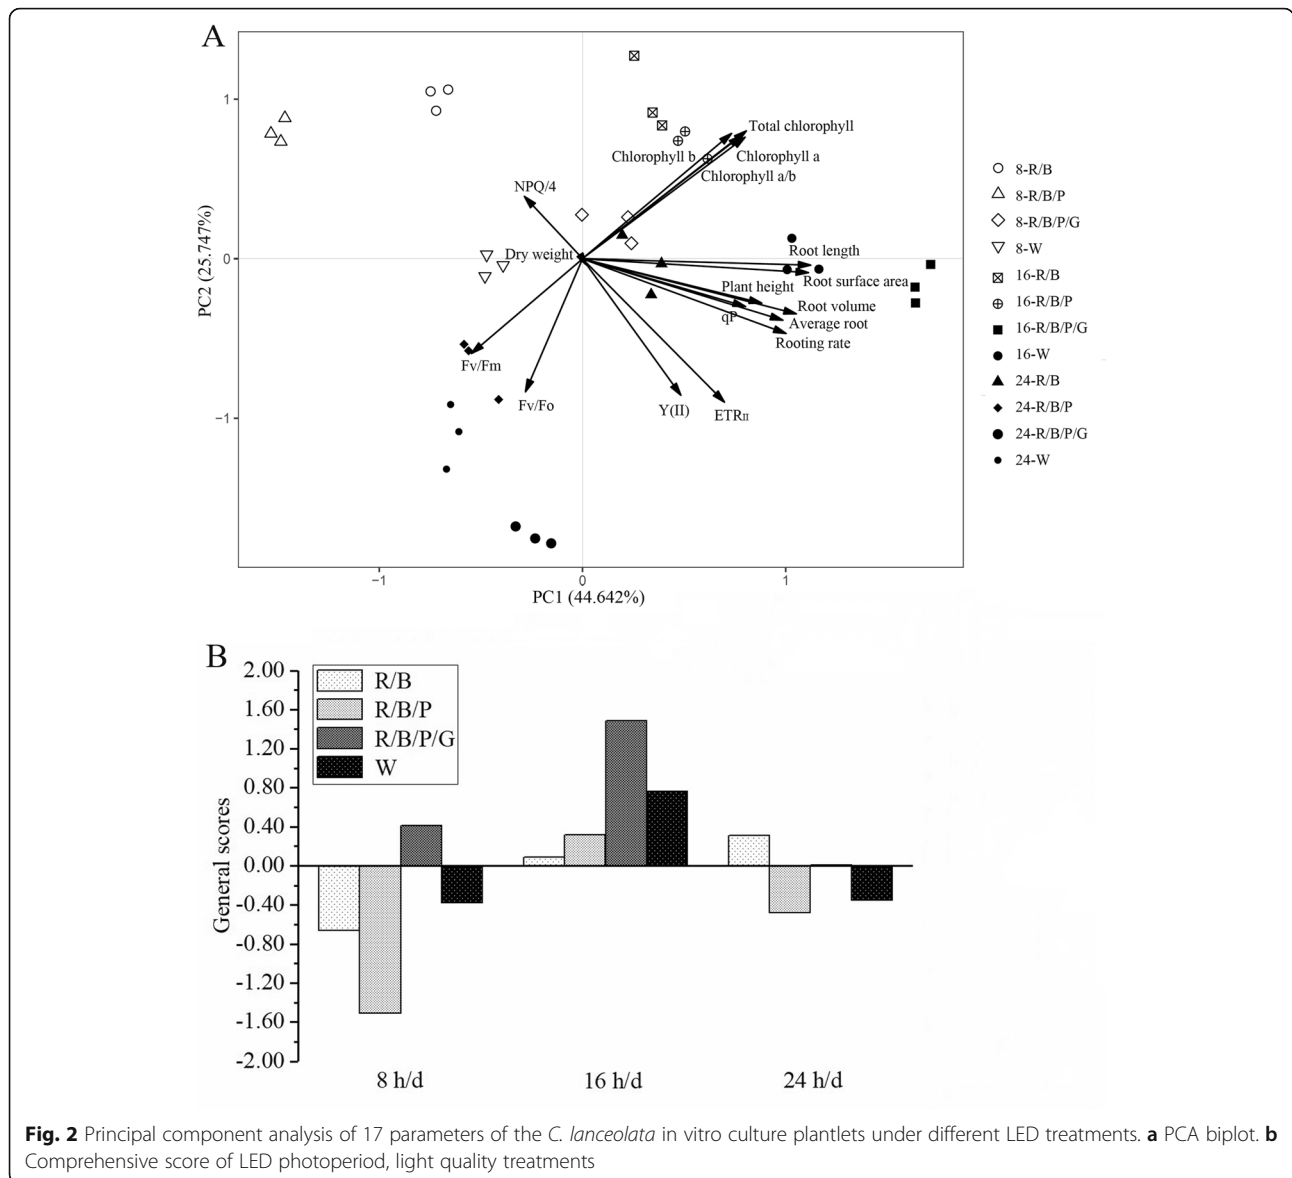 A
PC2 (25.747%)
1
0
−1
−1
0
1
PC1 (44.642%)
Total chlorophyll
Chlorophyll b
Chlorophyll a
Chlorophyll a/b
NPQ/4
Dry weight
Root length
Root surface area
Plant height
Root volume
qP
Average root
Rooting rate
Fv/Fm
Fv/Fo
Y(II)
ETRII
8-R/B
8-R/B/P
8-R/B/P/G
8-W
16-R/B
16-R/B/P
16-R/B/P/G
16-W
24-R/B
24-R/B/P
24-R/B/P/G
24-W
B
General scores
2.00
1.60
1.20
0.80
0.40
0.00
-0.40
-0.80
-1.20
-1.60
-2.00
R/B
R/B/P
R/B/P/G
W
8 h/d
16 h/d
24 h/d
Fig. 2 Principal component analysis of 17 parameters of the C. lanceolata in vitro culture plantlets under different LED treatments. a PCA biplot. b
Comprehensive score of LED photoperiod, light quality treatments